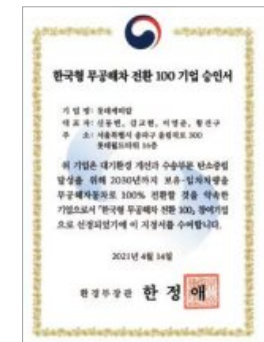 한국형 무공해차 전환 100 기업 승인서
기 업 명: 롯데케미칼
대 표 자: 신동빈, 김교현, 이영준, 황진구
주 소: 서울특별시 송파구 올림픽로 300
롯데월드타워 16층
위 기업은 대기환경 개선과 수송부문 탄소중립
달성을 위해 2030년까지 보유·임차차량을
무공해자동차로 100% 전환할 것을 약속한
기업으로서 「한국형 무공해차 전환 100」 참여기업
으로 선정되었기에 이 지정서를 수여합니다.
2021년 4월 14일
환경부장관 한 정 애